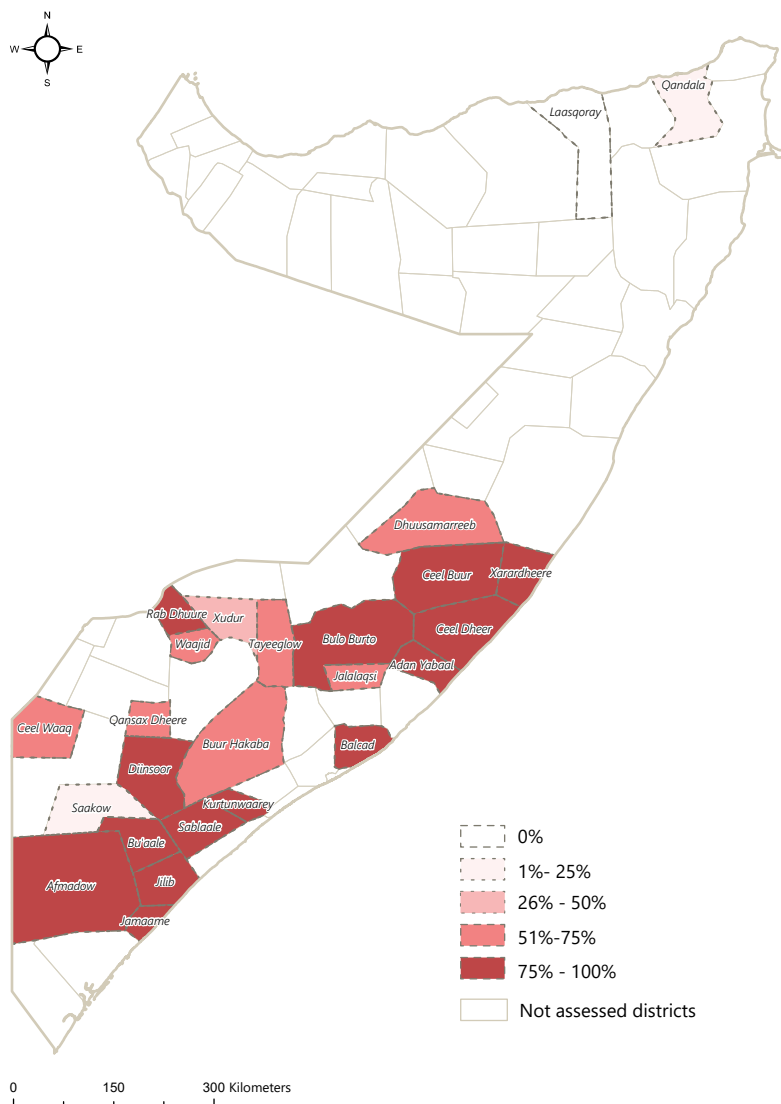 N
W E
S
Qandala
Laasqoray
Dhuusamarreeb
Ceel Buur
Xarardheere
Rab Dhuure
Xudur
Ceel Dheer
Waajid
Tayeeglow
Bulo Burto
Adan Yabaal
Jalalaqsi
Qansax Dheere
Ceel Waaq
Buur Hakaba
Balcad
Diinsoor
Kurtunwaarey
Saakow
Sablaale
Bu'aale
Jilib
Afmadow
Jamaame
0%
1%- 25%
26% - 50%
51%-75%
75% - 100%
Not assessed districts
0 150 300 Kilometers